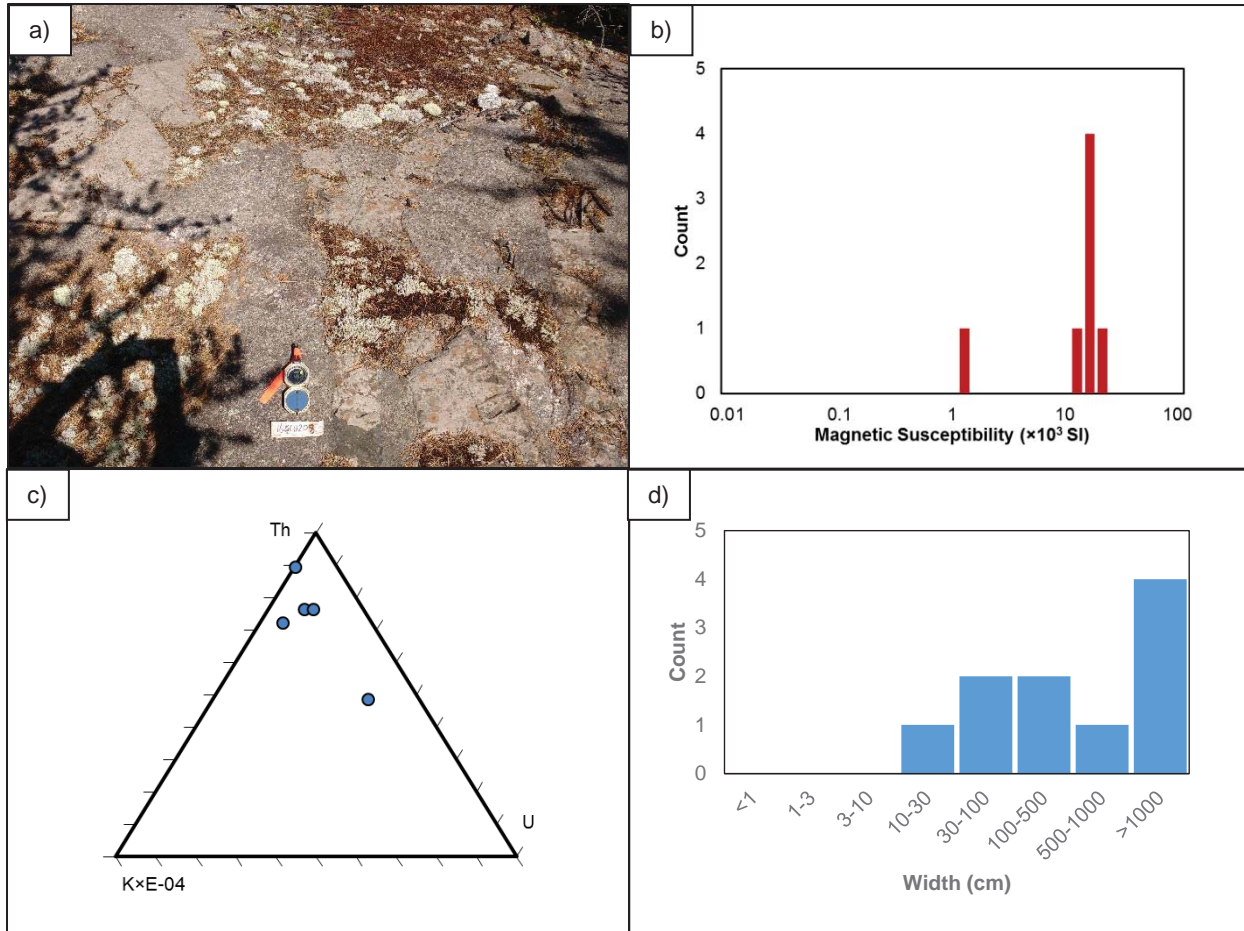 a)
b)
5
4
3
2
1
0
Count
0.01 0.1 1 10 100
Magnetic Susceptibility (×10³ SI)
c)
Th
U
K×E-04
d)
5
4
3
2
1
0
Count
<1 1-3 3-10 10-30 30-100 100-500 500-1000 >1000
Width (cm)